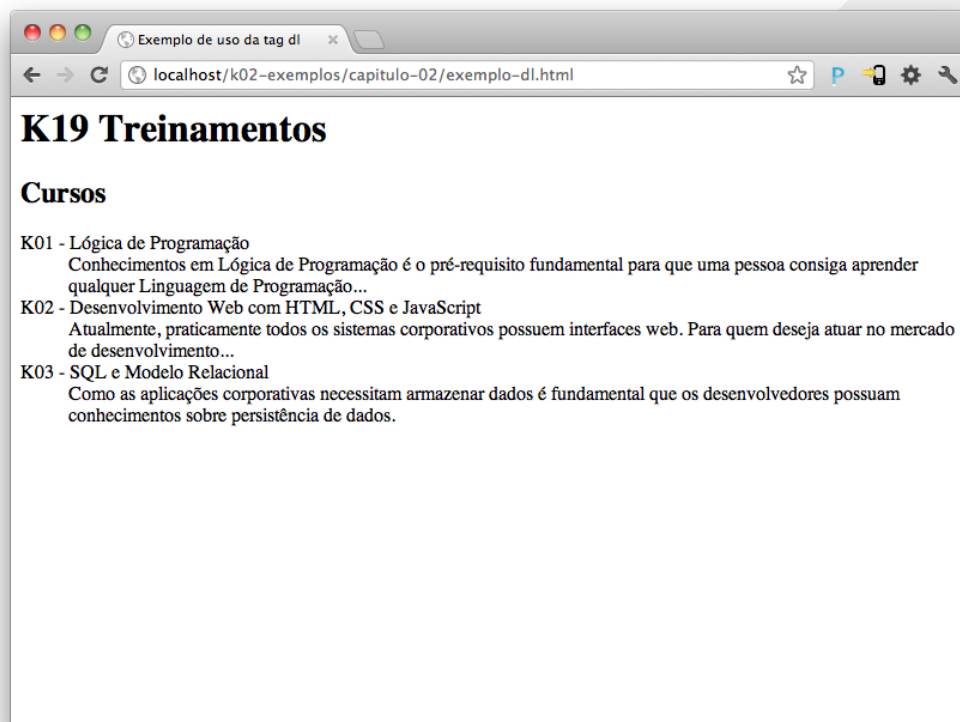 Exemplo de uso da tag dl
localhost/k02-exemplos/capitulo-02/exemplo-dl.html
K19 Treinamentos
Cursos
K01 - Lógica de Programação
Conhecimentos em Lógica de Programação é o pré-requisito fundamental para que uma pessoa consiga aprender
qualquer Linguagem de Programação...
K02 - Desenvolvimento Web com HTML, CSS e JavaScript
Atualmente, praticamente todos os sistemas corporativos possuem interfaces web. Para quem deseja atuar no mercado
de desenvolvimento...
K03 - SQL e Modelo Relacional
Como as aplicações corporativas necessitam armazenar dados é fundamental que os desenvolvedores possuam
conhecimentos sobre persistência de dados.